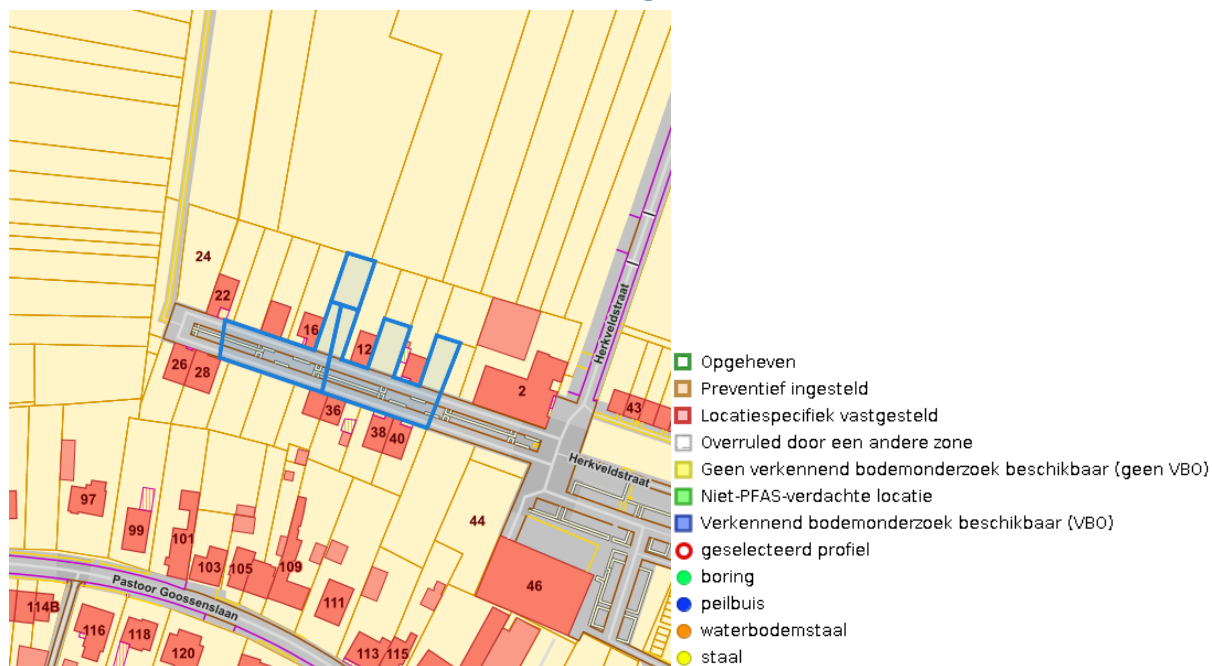 24
22
16
12
26
28
36
38
40
2
43
Herkveldstraat
Herkveldstraat
44
46
97
99
101
103
105
109
111
Pastoor Goossenslaan
114B
116
118
120
113
115
Opgeheven
Preventief ingesteld
Locatiespecifiek vastgesteld
Overruled door een andere zone
Geen verkennend bodemonderzoek beschikbaar (geen VBO)
Niet-PFAS-verdachte locatie
Verkennend bodemonderzoek beschikbaar (VBO)
geselecteerd profiel
boring
peilbuis
waterbodemstaal
staal